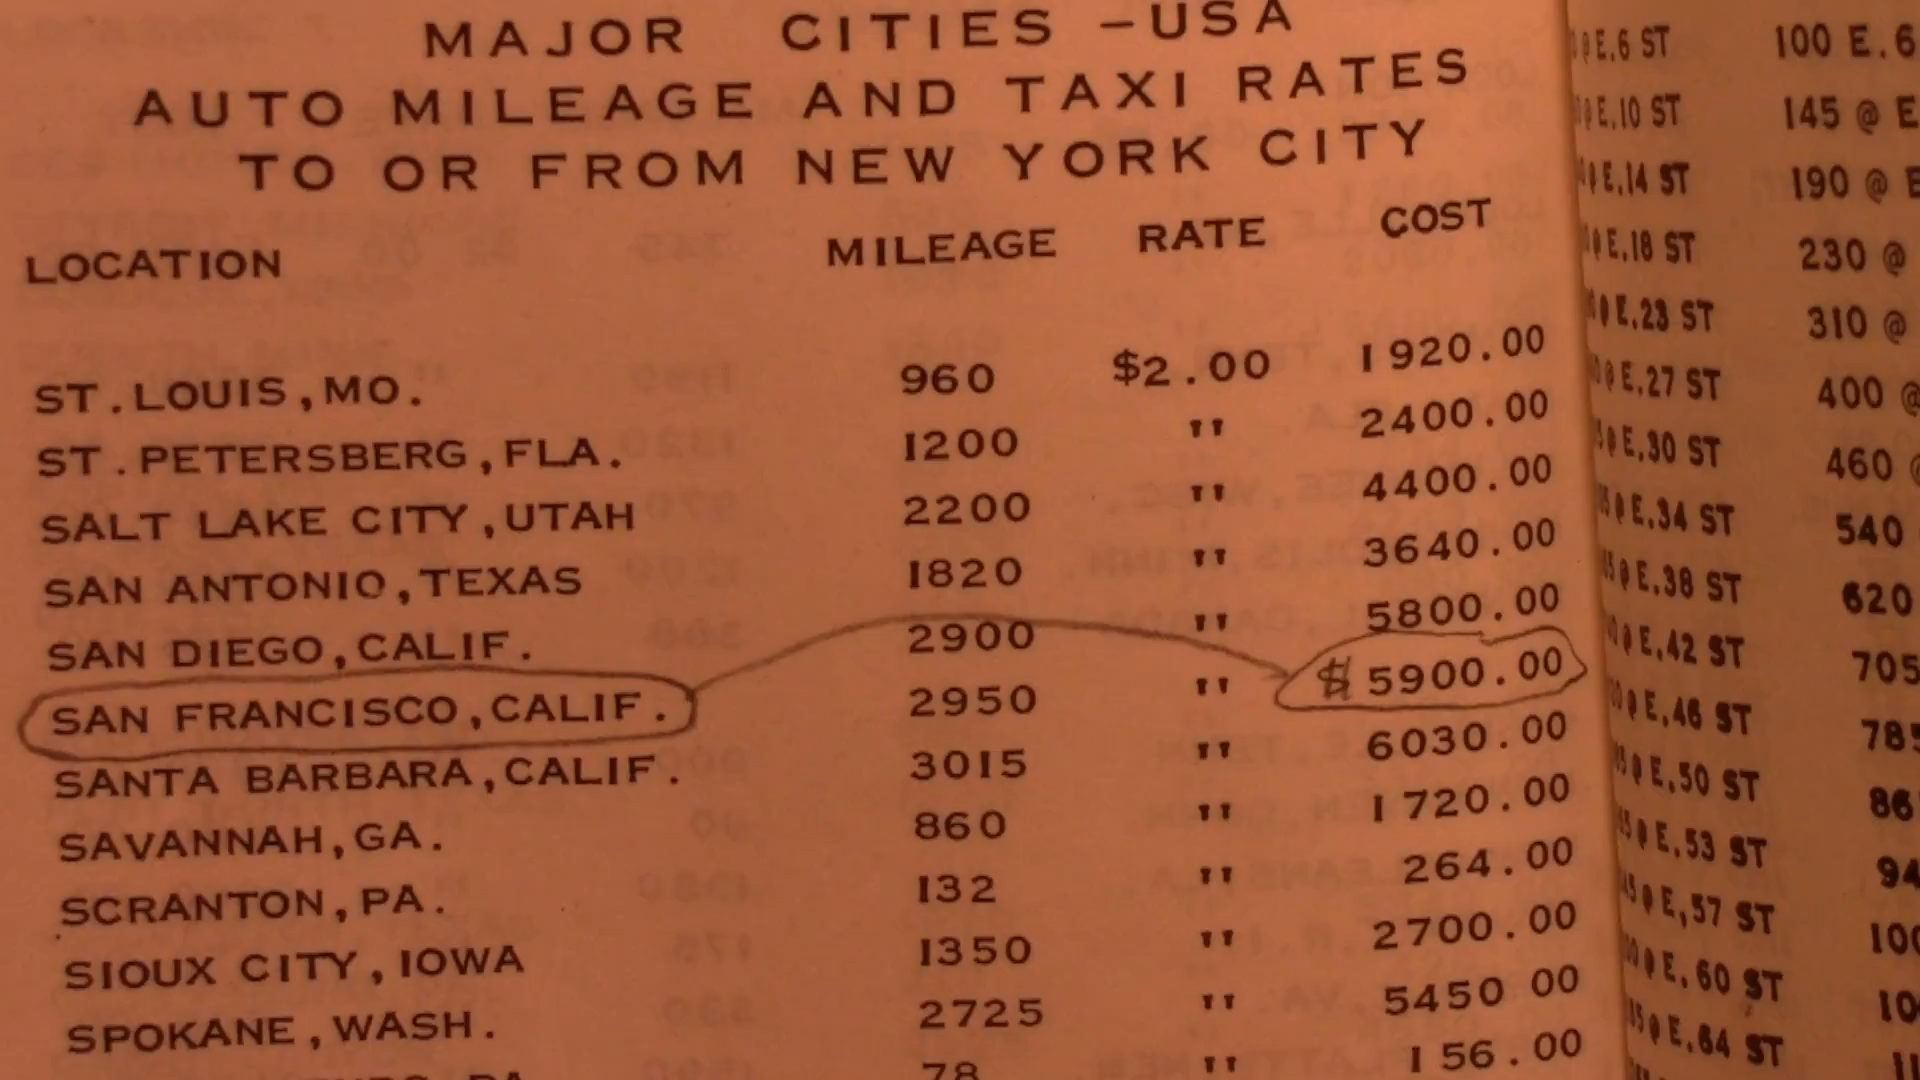 MAJOR CITIES -USA
AUTO MILEAGE AND TAXI RATES
TO OR FROM NEW YORK CITY
LOCATION MILEAGE RATE COST
ST.LOUIS,MO. 960 $2.00 1920.00
ST.PETERSBERG,FLA. 1200 " 2400.00
SALT LAKE CITY,UTAH 2200 " 4400.00
SAN ANTONIO,TEXAS 1820 " 3640.00
SAN DIEGO,CALIF. 2900 " 5800.00
SAN FRANCISCO,CALIF. 2950 " $5900.00
SANTA BARBARA,CALIF. 3015 " 6030.00
SAVANNAH,GA. 860 " 1720.00
SCRANTON,PA. 132 " 264.00
SIOUX CITY,IOWA 1350 " 2700.00
SPOKANE,WASH. 2725 " 5450 00
PA. 78 " 156.00
E.6 ST 100 E.6
E.10 ST 145 @ E
E.14 ST 190 @ E
E.18 ST 230 @
E.23 ST 310 @
E.27 ST 400 @
E.30 ST 460
E.34 ST 540
E.38 ST 620
E.42 ST 705
E.46 ST 785
E.50 ST
E.53 ST
E,57 ST
E.60 ST
E.64 ST